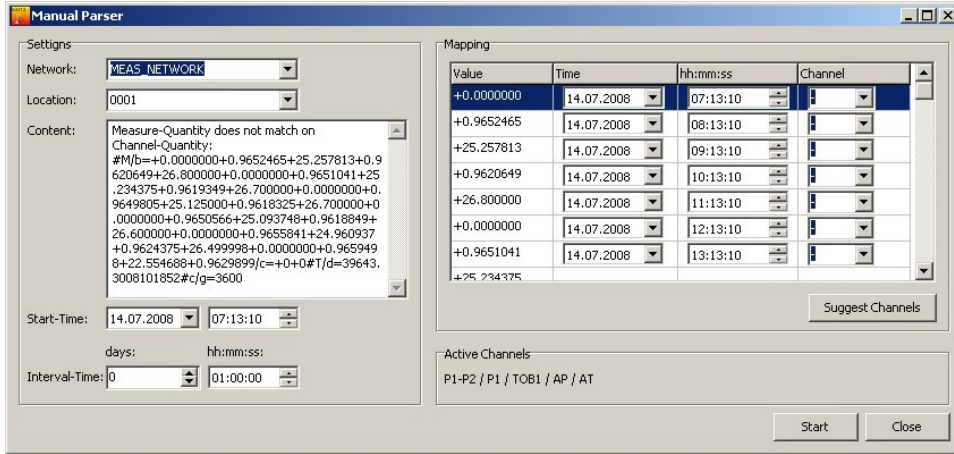 Manual Parser
Settigns
Network: MEAS_NETWORK
Location: 0001
Content: Measure-Quantity does not match on
Channel-Quantity:
#M/b=+0.0000000+0.9652465+25.257813+0.9
620649+26.800000+0.0000000+0.9651041+25
.234375+0.9619349+26.700000+0.0000000+0.
9649805+25.125000+0.9618325+26.700000+0
.0000000+0.9650566+25.093748+0.9618849+
26.600000+0.0000000+0.9655841+24.960937
+0.9624375+26.499998+0.0000000+0.965949
8+22.554688+0.9629899/c=+0+0#T/d=39643.
3008101852#c/g=3600
Start-Time: 14.07.2008 07:13:10
days: hh:mm:ss:
Interval-Time: 0 01:00:00
Mapping
Value Time hh:mm:ss Channel
+0.0000000 14.07.2008 07:13:10 -
+0.9652465 14.07.2008 08:13:10 -
+25.257813 14.07.2008 09:13:10 -
+0.9620649 14.07.2008 10:13:10 -
+26.800000 14.07.2008 11:13:10 -
+0.0000000 14.07.2008 12:13:10 -
+0.9651041 14.07.2008 13:13:10 -
+25.234375
Suggest Channels
Active Channels
P1-P2 / P1 / TOB1 / AP / AT
Start Close